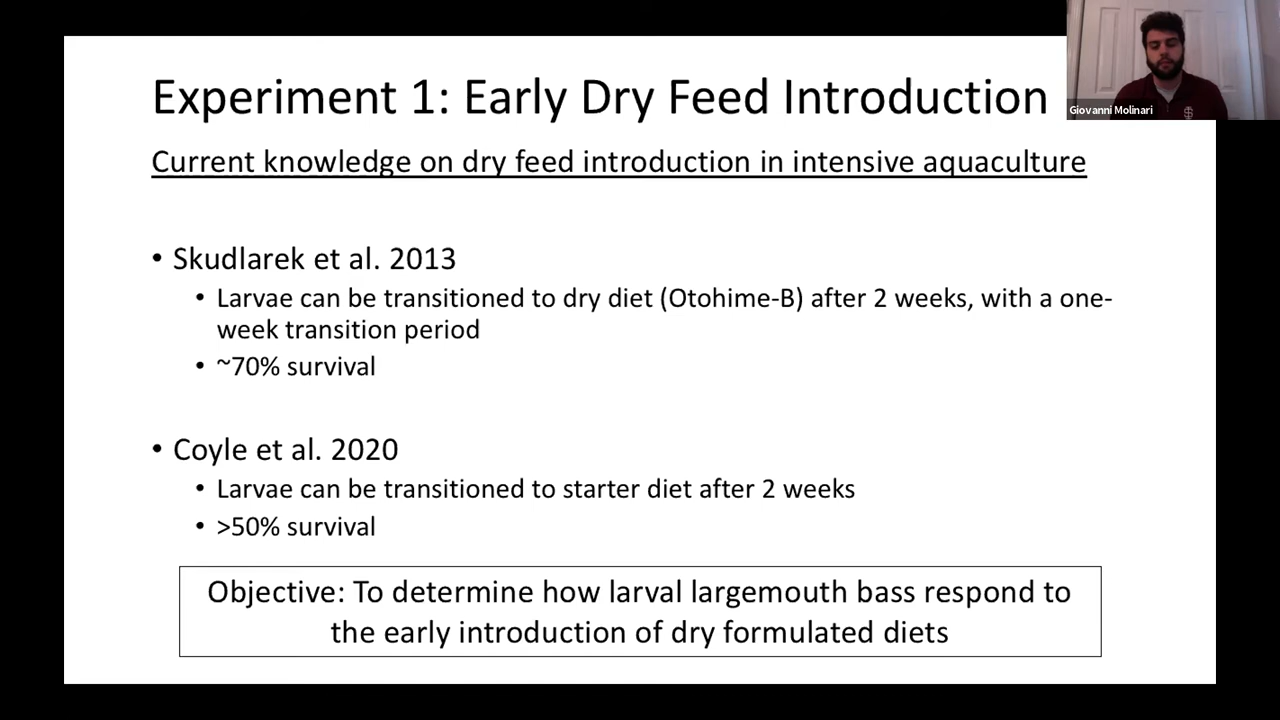 Experiment 1: Early Dry Feed Introduction
Giovanni Molinari
Current knowledge on dry feed introduction in intensive aquaculture
• Skudlarek et al. 2013
• Larvae can be transitioned to dry diet (Otohime-B) after 2 weeks, with a one-
week transition period
• ~70% survival
• Coyle et al. 2020
• Larvae can be transitioned to starter diet after 2 weeks
• >50% survival
Objective: To determine how larval largemouth bass respond to
the early introduction of dry formulated diets